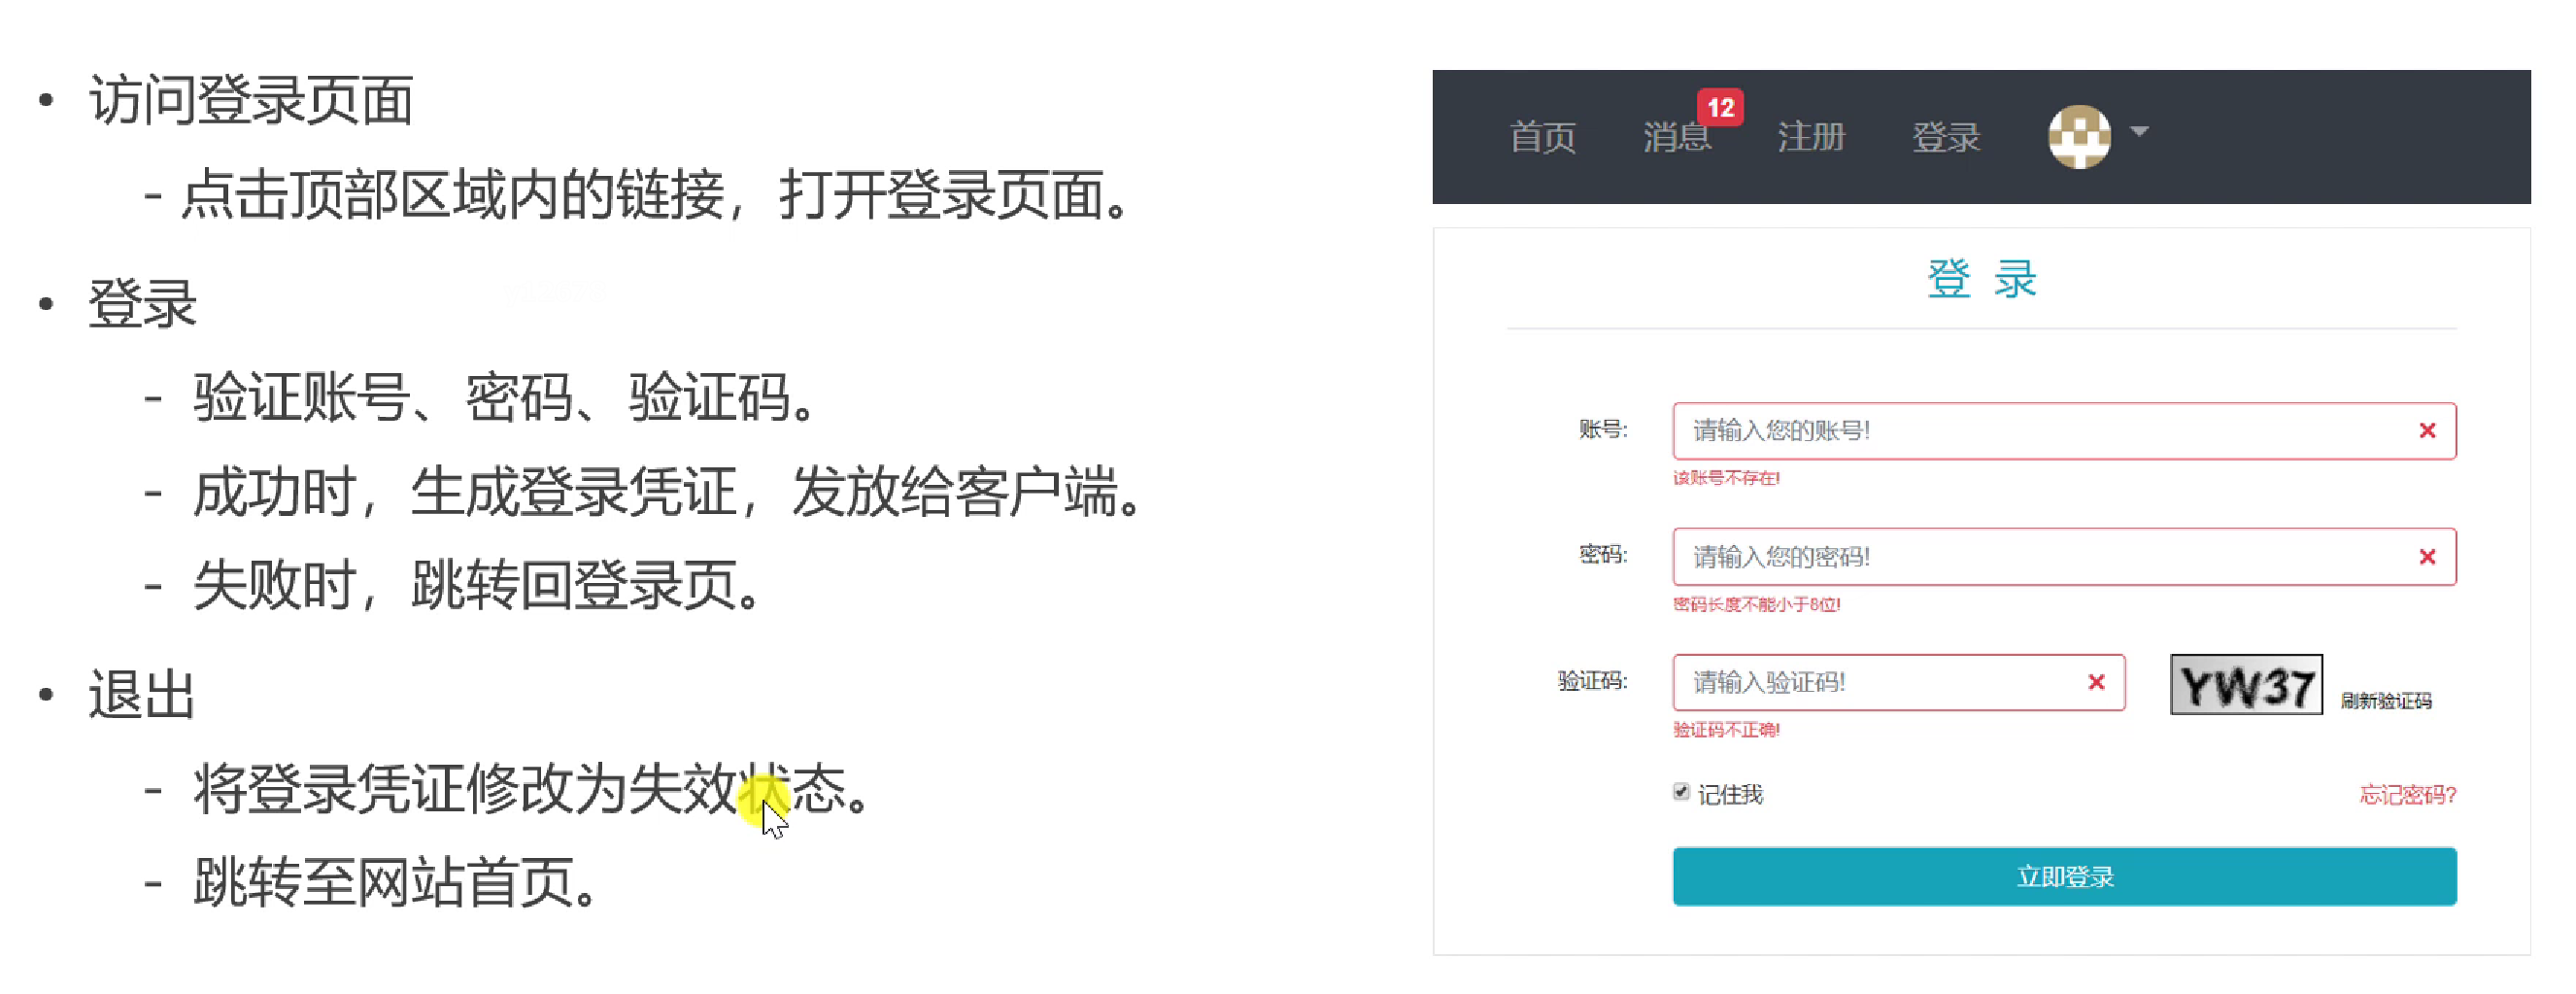 • 访问登录页面
- 点击顶部区域内的链接，打开登录页面。
• 登录
- 验证账号、密码、验证码。
- 成功时，生成登录凭证，发放给客户端。
- 失败时，跳转回登录页。
• 退出
- 将登录凭证修改为失效状态。
- 跳转至网站首页。
首页 消息 12 注册 登录
登 录
账号: 请输入您的账号!
该账号不存在!
密码: 请输入您的密码!
密码长度不能小于8位!
验证码: 请输入验证码! YW37 刷新验证码
验证码不正确!
记住我 忘记密码?
立即登录